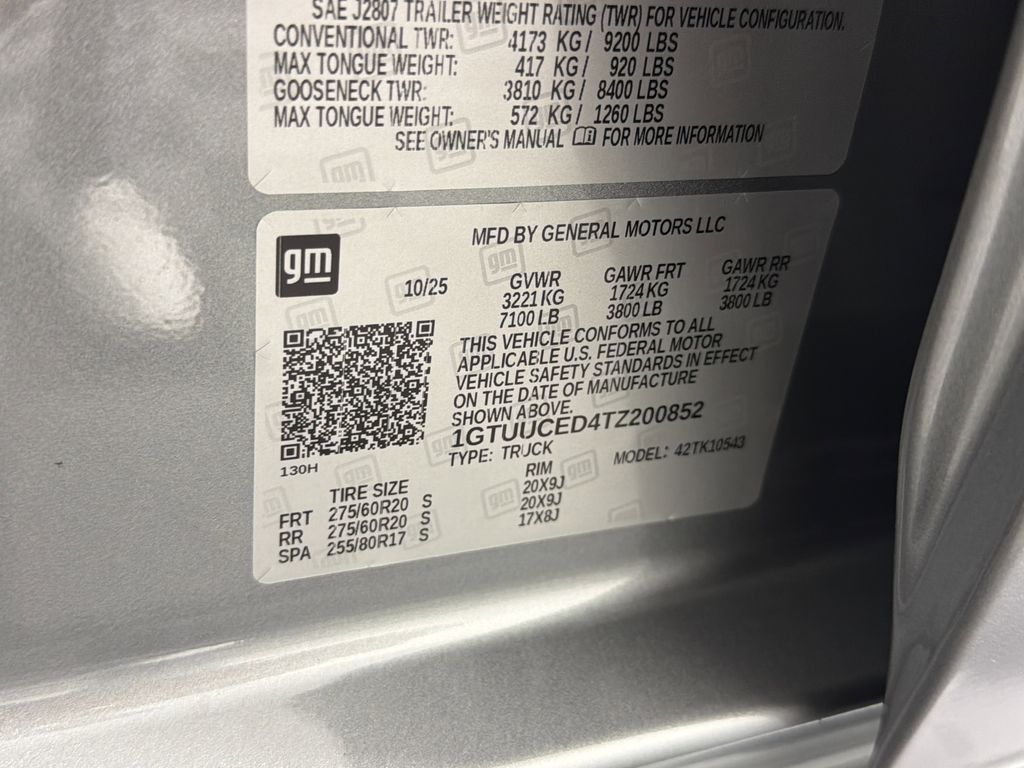 SAE J2807 TRAILER WEIGHT RATING (TWR) FOR VEHICLE CONFIGURATION.
CONVENTIONAL TWR: 4173 KG / 9200 LBS
MAX TONGUE WEIGHT: 417 KG / 920 LBS
GOOSENECK TWR: 3810 KG / 8400 LBS
MAX TONGUE WEIGHT: 572 KG / 1260 LBS
SEE OWNER'S MANUAL FOR MORE INFORMATION
gm
MFD BY GENERAL MOTORS LLC
10/25
GVWR GAWR FRT GAWR RR
3221 KG 1724 KG 1724 KG
7100 LB 3800 LB 3800 LB
THIS VEHICLE CONFORMS TO ALL
APPLICABLE U.S. FEDERAL MOTOR
VEHICLE SAFETY STANDARDS IN EFFECT
ON THE DATE OF MANUFACTURE
SHOWN ABOVE.
1GTUUCED4TZ200852
TYPE: TRUCK MODEL: 42TK10543
130H
TIRE SIZE RIM
FRT 275/60R20 S 20X9J
RR 275/60R20 S 20X9J
SPA 255/80R17 S 17X8J